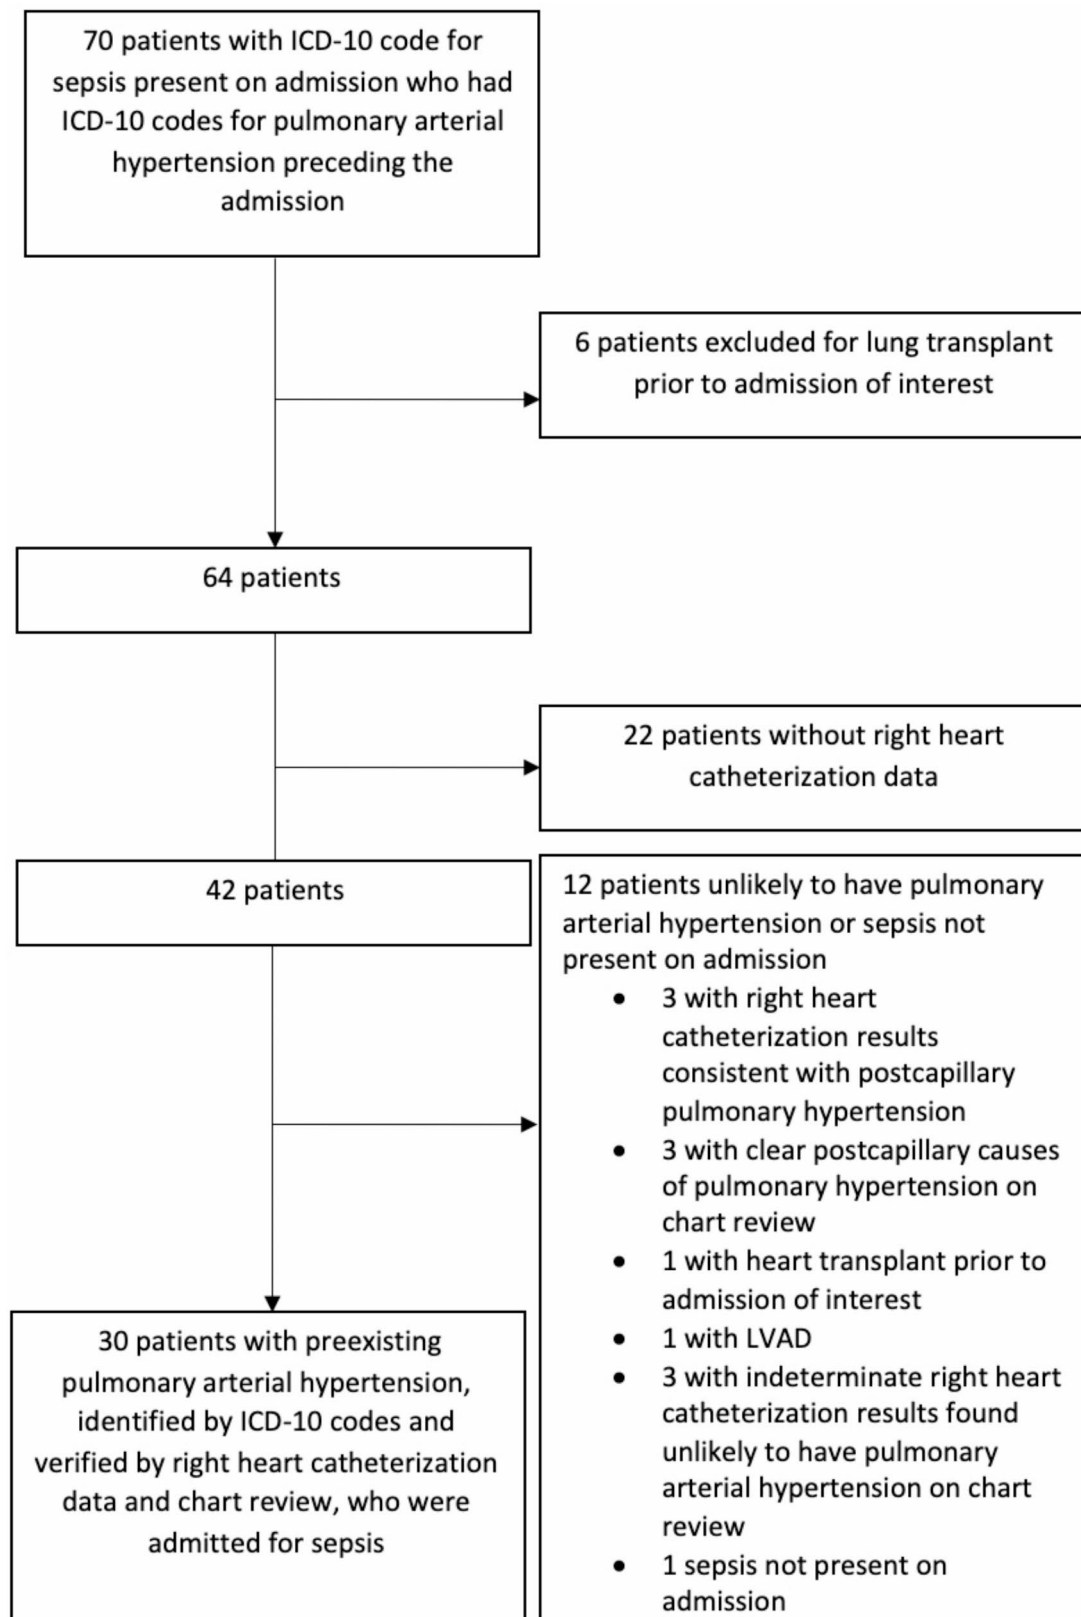 70 patients with ICD-10 code for
sepsis present on admission who had
ICD-10 codes for pulmonary arterial
hypertension preceding the
admission
6 patients excluded for lung transplant
prior to admission of interest
64 patients
22 patients without right heart
catheterization data
42 patients
12 patients unlikely to have pulmonary
arterial hypertension or sepsis not
present on admission
• 3 with right heart
catheterization results
consistent with postcapillary
pulmonary hypertension
• 3 with clear postcapillary causes
of pulmonary hypertension on
chart review
• 1 with heart transplant prior to
admission of interest
• 1 with LVAD
• 3 with indeterminate right heart
catheterization results found
unlikely to have pulmonary
arterial hypertension on chart
review
• 1 sepsis not present on
admission
30 patients with preexisting
pulmonary arterial hypertension,
identified by ICD-10 codes and
verified by right heart catheterization
data and chart review, who were
admitted for sepsis